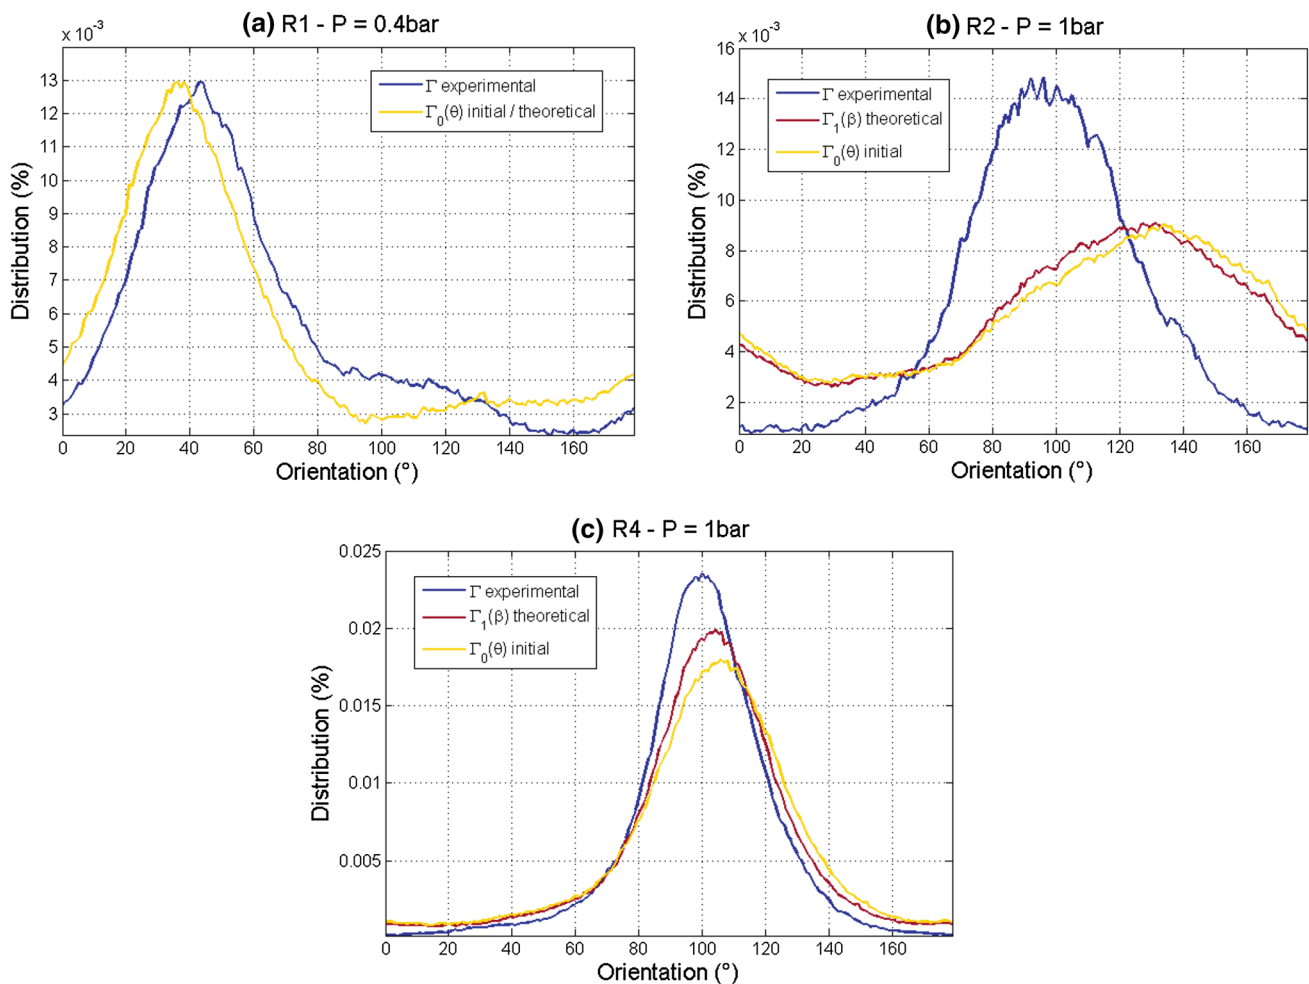 (a) R1 - P = 0.4bar
x 10⁻³
13
12
11
10
9
8
7
6
5
4
3
Distribution (%)
Γ experimental
Γ₀(θ) initial / theoretical
0 20 40 60 80 100 120 140 160
Orientation (°)
(b) R2 - P = 1bar
16 x 10⁻³
14
12
10
8
6
4
2
Distribution (%)
Γ experimental
Γ₁(β) theoretical
Γ₀(θ) initial
0 20 40 60 80 100 120 140 160
Orientation (°)
(c) R4 - P = 1bar
0.025
0.02
0.015
0.01
0.005
Distribution (%)
Γ experimental
Γ₁(β) theoretical
Γ₀(θ) initial
0 20 40 60 80 100 120 140 160
Orientation (°)